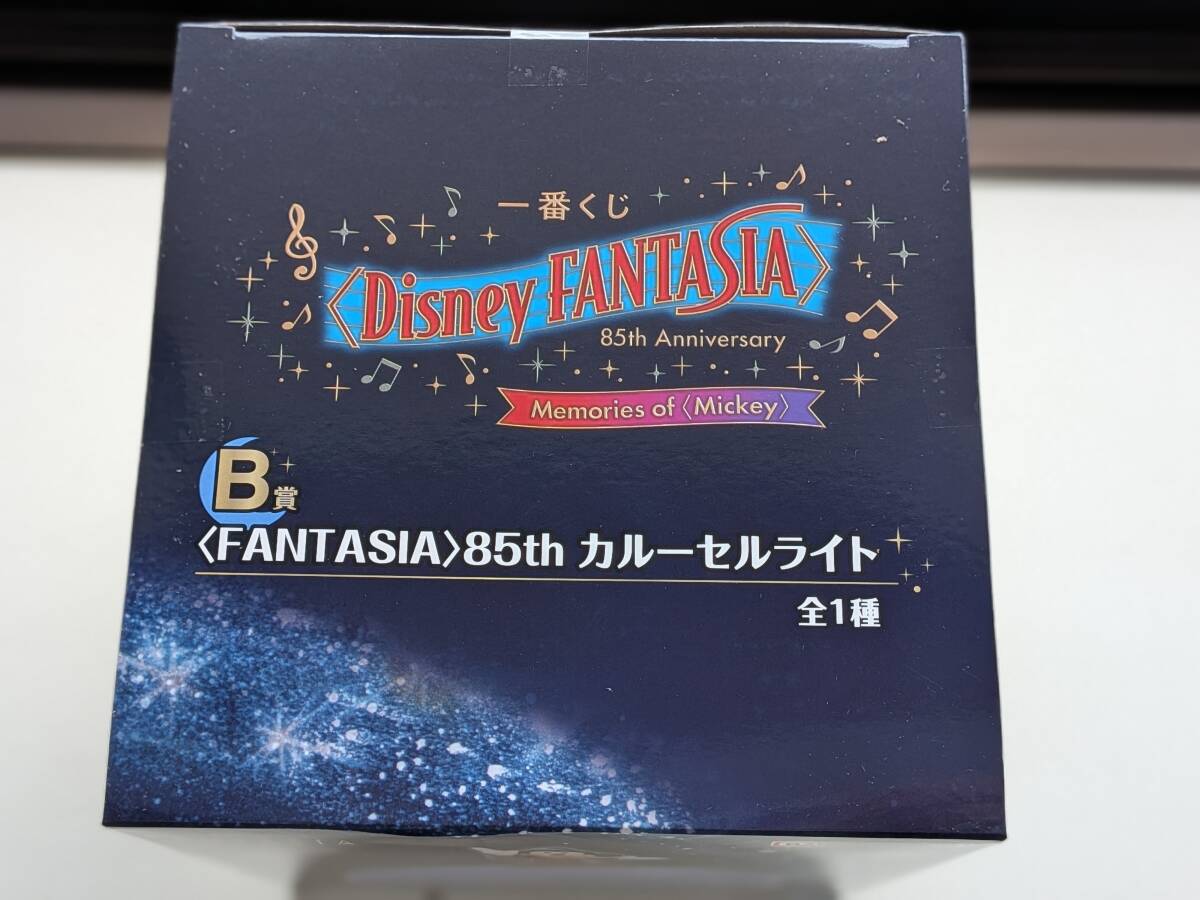 一番くじ
〈Disney FANTASIA〉
85th Anniversary
Memories of〈Mickey〉
B賞
〈FANTASIA〉85th カルーセルライト
全1種